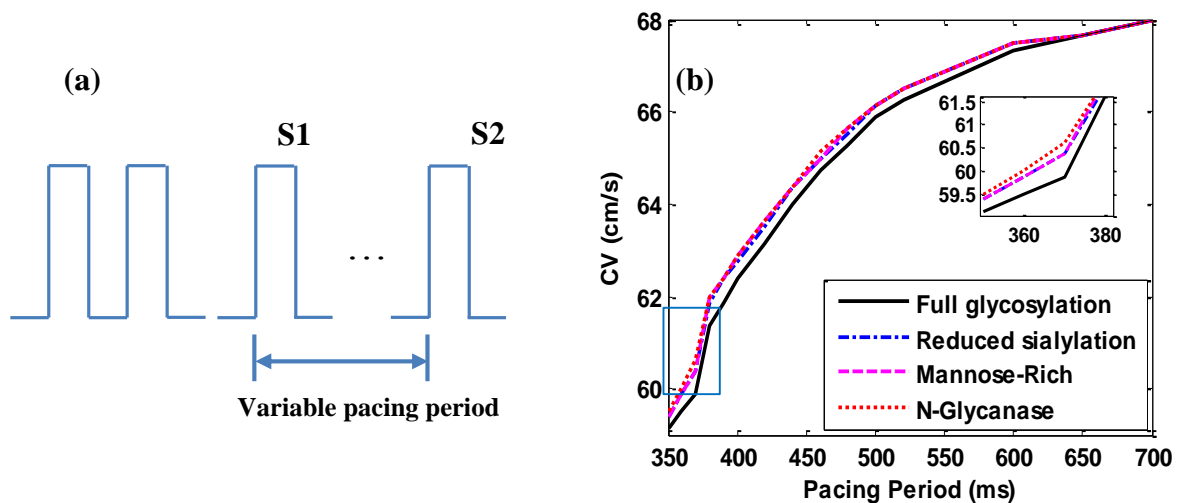 (a)
S1
S2
...
Variable pacing period
(b)
CV (cm/s)
68
66
64
62
60
350 400 450 500 550 600 650 700
Pacing Period (ms)
61.5
61
60.5
60
59.5
360 380
Full glycosylation
Reduced sialylation
Mannose-Rich
N-Glycanase